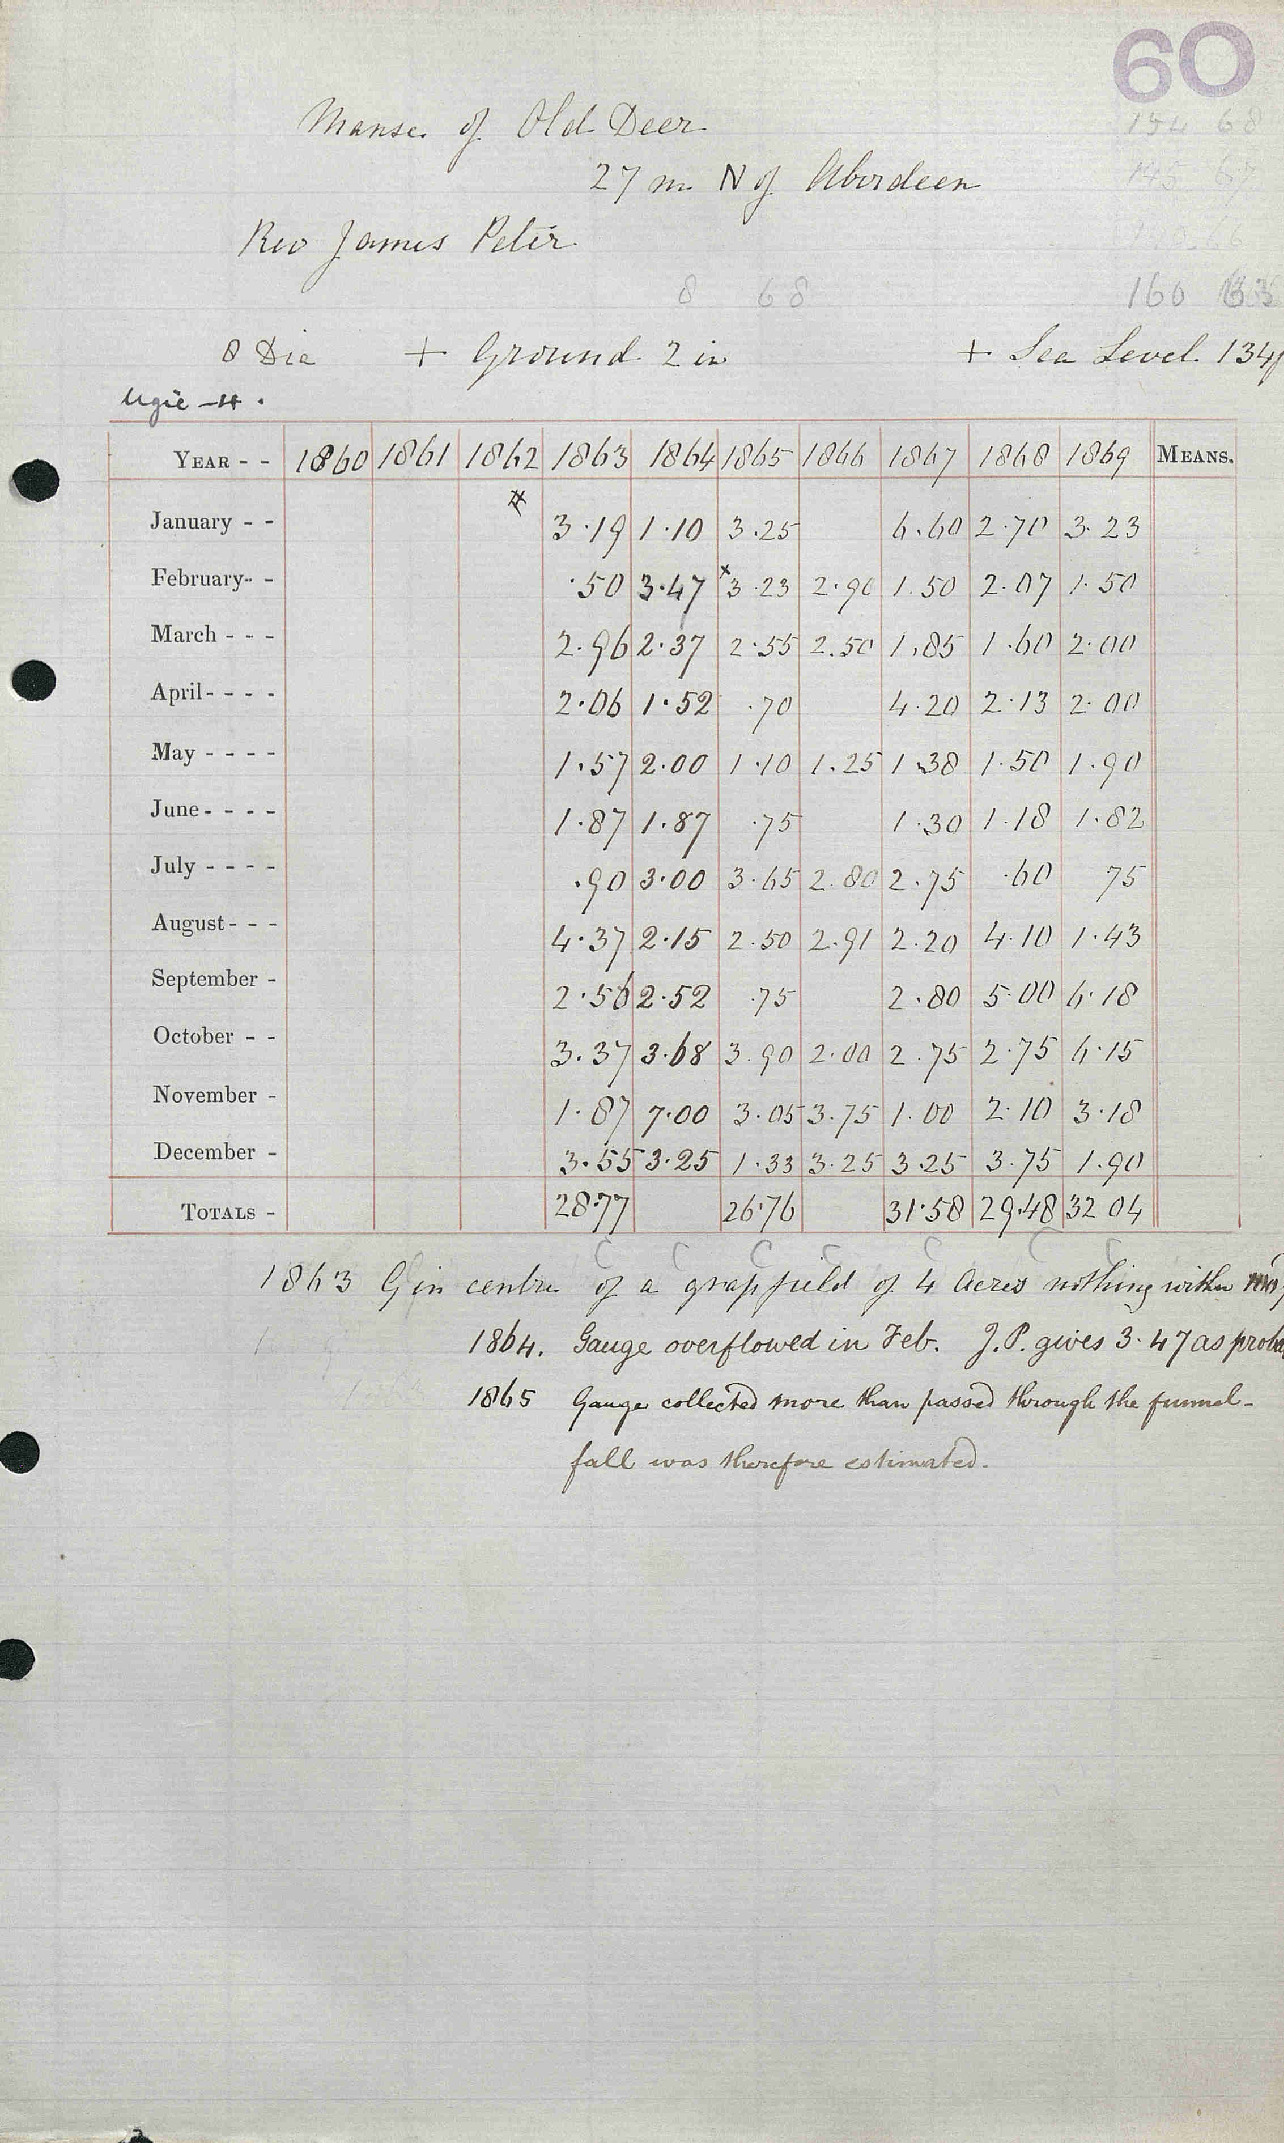 60
154 68
145 67
Manse of Old Deer
27 m N of Aberdeen
Rev James Peter
8 68 160
8 Dia + Ground 2 in + Sea Level 134
Ugie - H.
YEAR - - 1860 1861 1862 1863 1864 1865 1866 1867 1868 1869 MEANS.
January - - 3.19 1.10 3.25 6.60 2.70 3.23
February - - .50 3.47 x 3.23 2.90 1.50 2.07 1.50
March - - - 2.96 2.37 2.55 2.50 1.85 1.60 2.00
April - - - - 2.06 1.52 .70 4.20 2.13 2.00
May - - - - 1.57 2.00 1.10 1.25 1.38 1.50 1.90
June - - - - 1.87 1.87 .75 1.30 1.18 1.82
July - - - - .90 3.00 3.65 2.80 2.75 .60 75
August - - - 4.37 2.15 2.50 2.91 2.20 4.10 1.43
September - 2.56 2.52 .75 2.80 5.00 6.18
October - - 3.37 3.68 3.90 2.00 2.75 2.75 6.15
November - 1.87 7.00 3.05 3.75 1.00 2.10 3.18
December - 3.55 3.25 1.33 3.25 3.25 3.75 1.90
TOTALS - 28.77 26.76 31.58 29.48 32 04
1863 G in centre of a grass field of 4 Acres nothing within
1864. Gauge overflowed in Feb. J.P. gives 3.47 as proba
1865 Gauge collected more than passed through the funnel -
fall was therefore estimated.